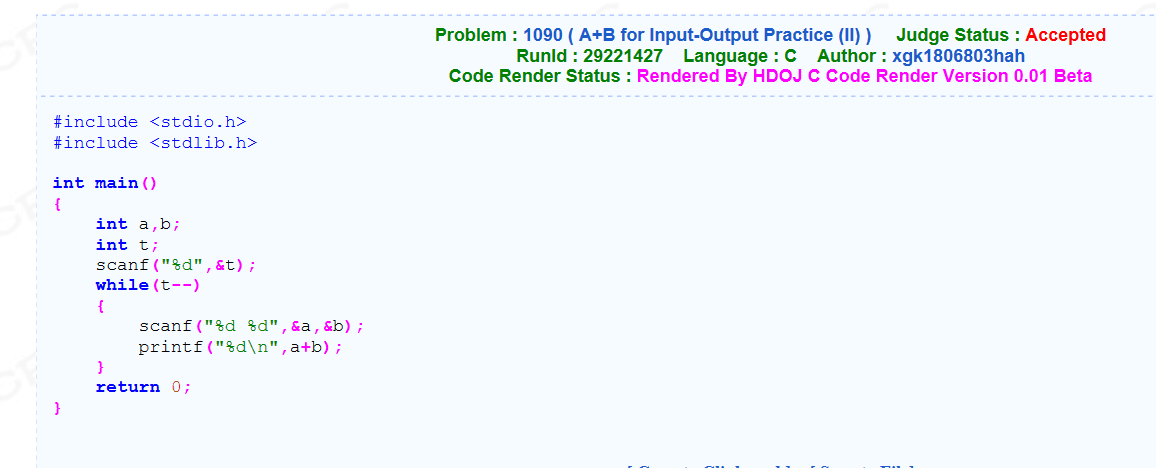 Problem : 1090 ( A+B for Input-Output Practice (II) ) Judge Status : Accepted
RunId : 29221427 Language : C Author : xgk1806803hah
Code Render Status : Rendered By HDOJ C Code Render Version 0.01 Beta
#include <stdio.h>
#include <stdlib.h>
int main()
{
    int a,b;
    int t;
    scanf("%d",&t);
    while(t--)
    {
        scanf("%d %d",&a,&b);
        printf("%d\n",a+b);
    }
    return 0;
}